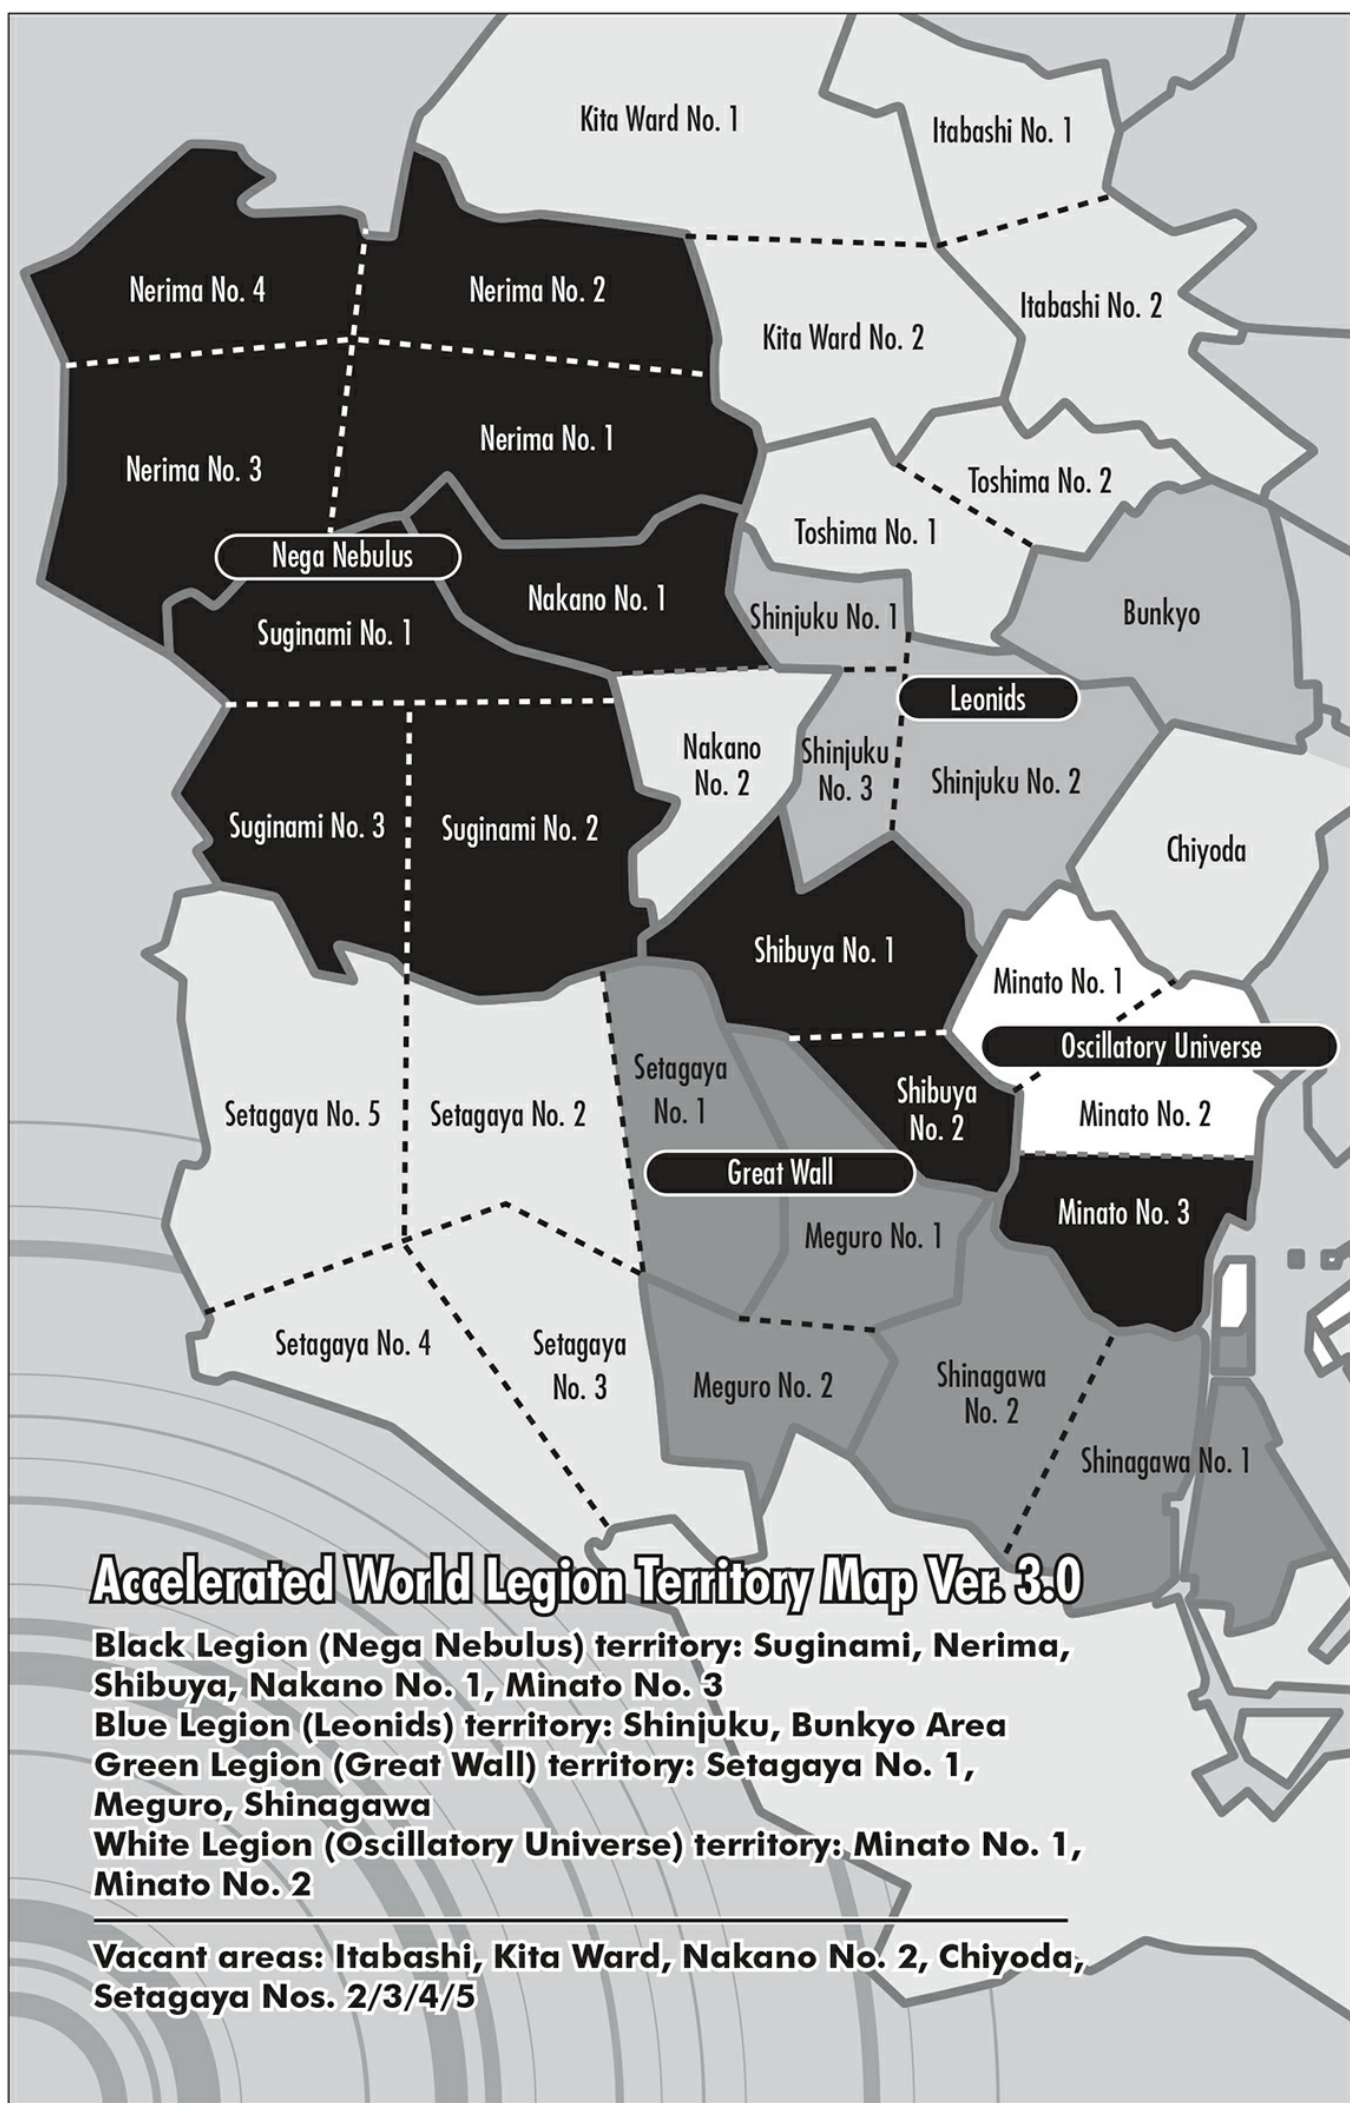 Kita Ward No. 1
Itabashi No. 1
Nerima No. 4
Nerima No. 2
Itabashi No. 2
Kita Ward No. 2
Nerima No. 1
Nerima No. 3
Toshima No. 2
Toshima No. 1
Nega Nebulus
Nakano No. 1
Shinjuku No. 1
Bunkyo
Suginami No. 1
Leonids
Nakano
No. 2
Shinjuku
No. 3
Shinjuku No. 2
Suginami No. 3
Suginami No. 2
Chiyoda
Shibuya No. 1
Minato No. 1
Oscillatory Universe
Setagaya
No. 1
Shibuya
No. 2
Setagaya No. 5
Setagaya No. 2
Minato No. 2
Great Wall
Minato No. 3
Meguro No. 1
Setagaya No. 4
Setagaya
No. 3
Meguro No. 2
Shinagawa
No. 2
Shinagawa No. 1
Accelerated World Legion Territory Map Ver. 3.0
Black Legion (Nega Nebulus) territory: Suginami, Nerima,
Shibuya, Nakano No. 1, Minato No. 3
Blue Legion (Leonids) territory: Shinjuku, Bunkyo Area
Green Legion (Great Wall) territory: Setagaya No. 1,
Meguro, Shinagawa
White Legion (Oscillatory Universe) territory: Minato No. 1,
Minato No. 2
Vacant areas: Itabashi, Kita Ward, Nakano No. 2, Chiyoda,
Setagaya Nos. 2/3/4/5